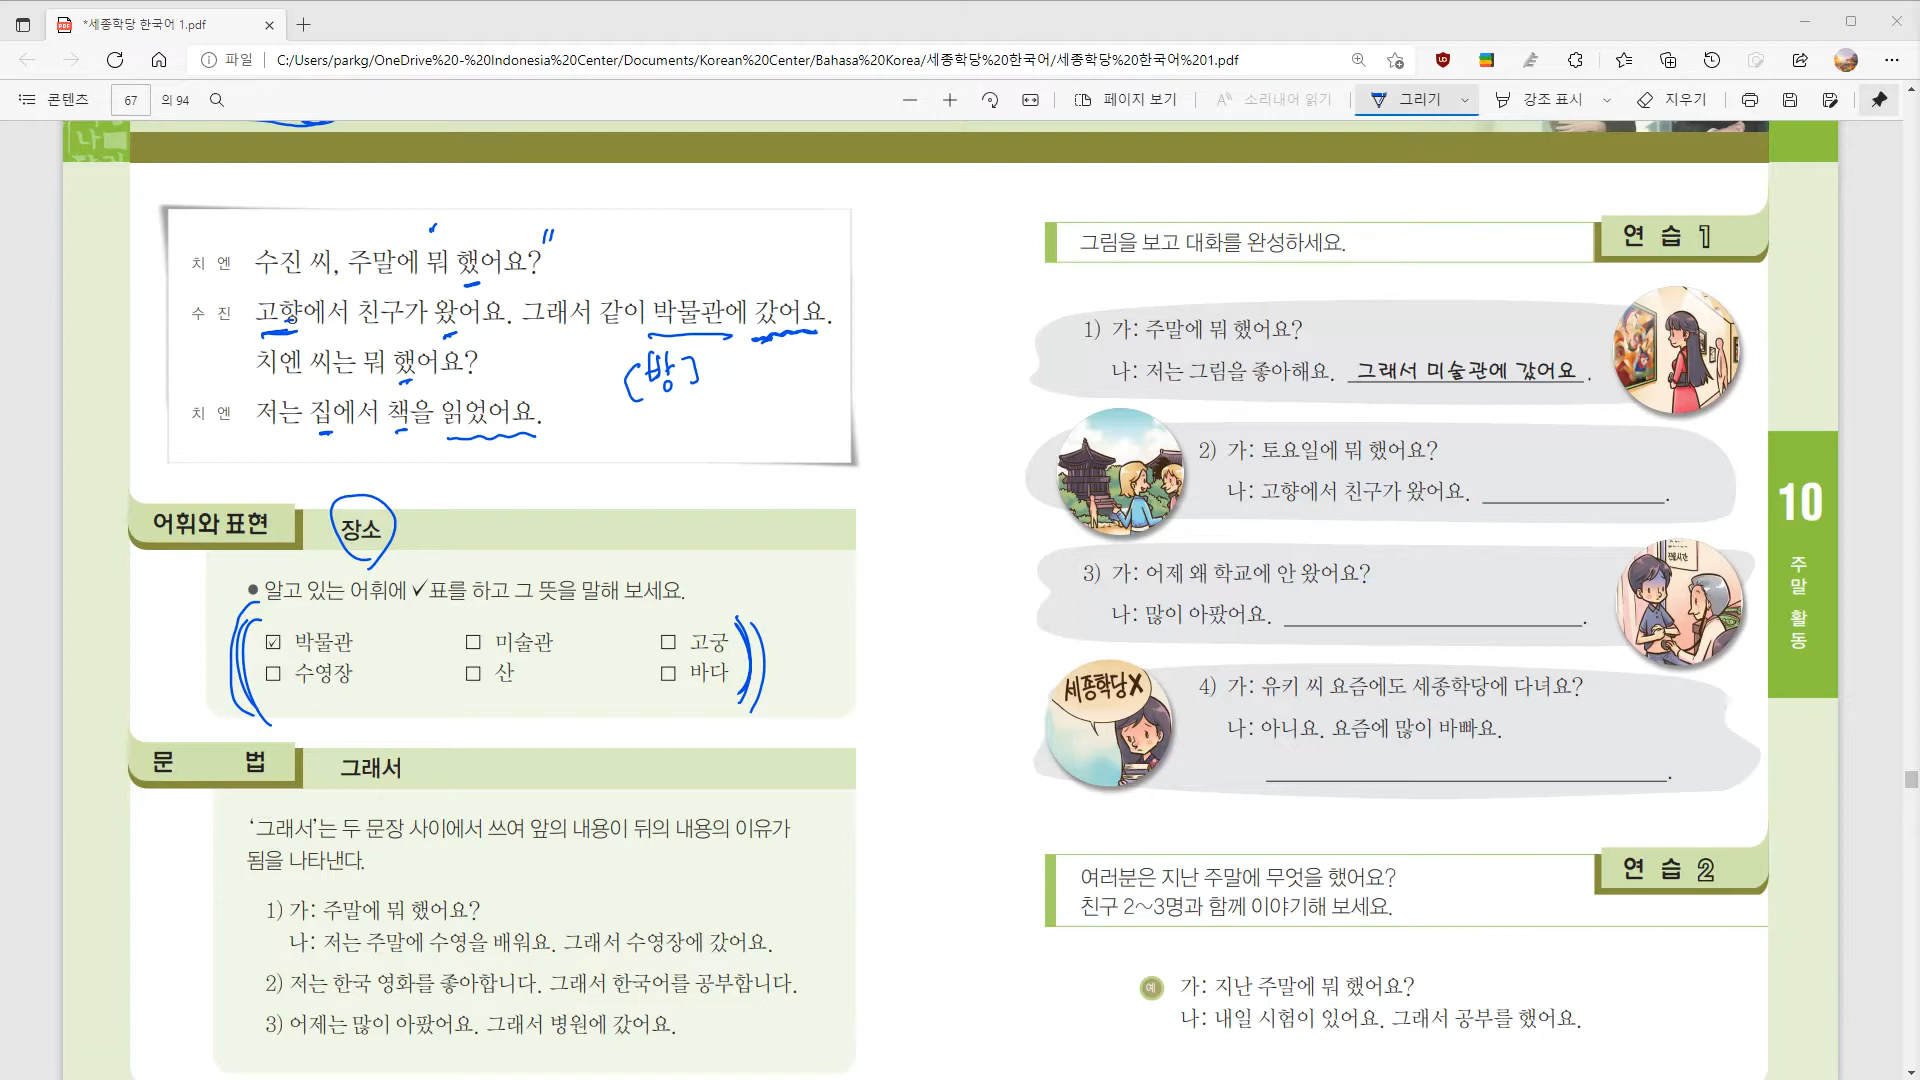 *세종학당 한국어 1.pdf
파일
C:/Users/parkg/OneDrive%20-%20Indonesia%20Center/Documents/Korean%20Center/Bahasa%20Korea/세종학당%20한국어/세종학당%20한국어%201.pdf
콘텐츠
67 의 94
페이지 보기
소리내어 읽기
그리기
강조 표시
지우기
치 엔 수진 씨, 주말에 뭐 했어요?
수 진 고향에서 친구가 왔어요. 그래서 같이 박물관에 갔어요.
치엔 씨는 뭐 했어요?
[방]
치 엔 저는 집에서 책을 읽었어요.
어휘와 표현 장소
● 알고 있는 어휘에 ✓표를 하고 그 뜻을 말해 보세요.
☑ 박물관 □ 미술관 □ 고궁
□ 수영장 □ 산 □ 바다
문 법 그래서
‘그래서’는 두 문장 사이에서 쓰여 앞의 내용이 뒤의 내용의 이유가
됨을 나타낸다.
1) 가: 주말에 뭐 했어요?
나: 저는 주말에 수영을 배워요. 그래서 수영장에 갔어요.
2) 저는 한국 영화를 좋아합니다. 그래서 한국어를 공부합니다.
3) 어제는 많이 아팠어요. 그래서 병원에 갔어요.
그림을 보고 대화를 완성하세요.
연 습 1
1) 가: 주말에 뭐 했어요?
나: 저는 그림을 좋아해요. 그래서 미술관에 갔어요.
2) 가: 토요일에 뭐 했어요?
나: 고향에서 친구가 왔어요. ____________.
3) 가: 어제 왜 학교에 안 왔어요?
나: 많이 아팠어요. ____________.
진료시간
세종학당X
4) 가: 유키 씨 요즘에도 세종학당에 다녀요?
나: 아니요. 요즘에 많이 바빠요.
____________.
10
주말 활동
여러분은 지난 주말에 무엇을 했어요?
친구 2~3명과 함께 이야기해 보세요.
연 습 2
예 가: 지난 주말에 뭐 했어요?
나: 내일 시험이 있어요. 그래서 공부를 했어요.